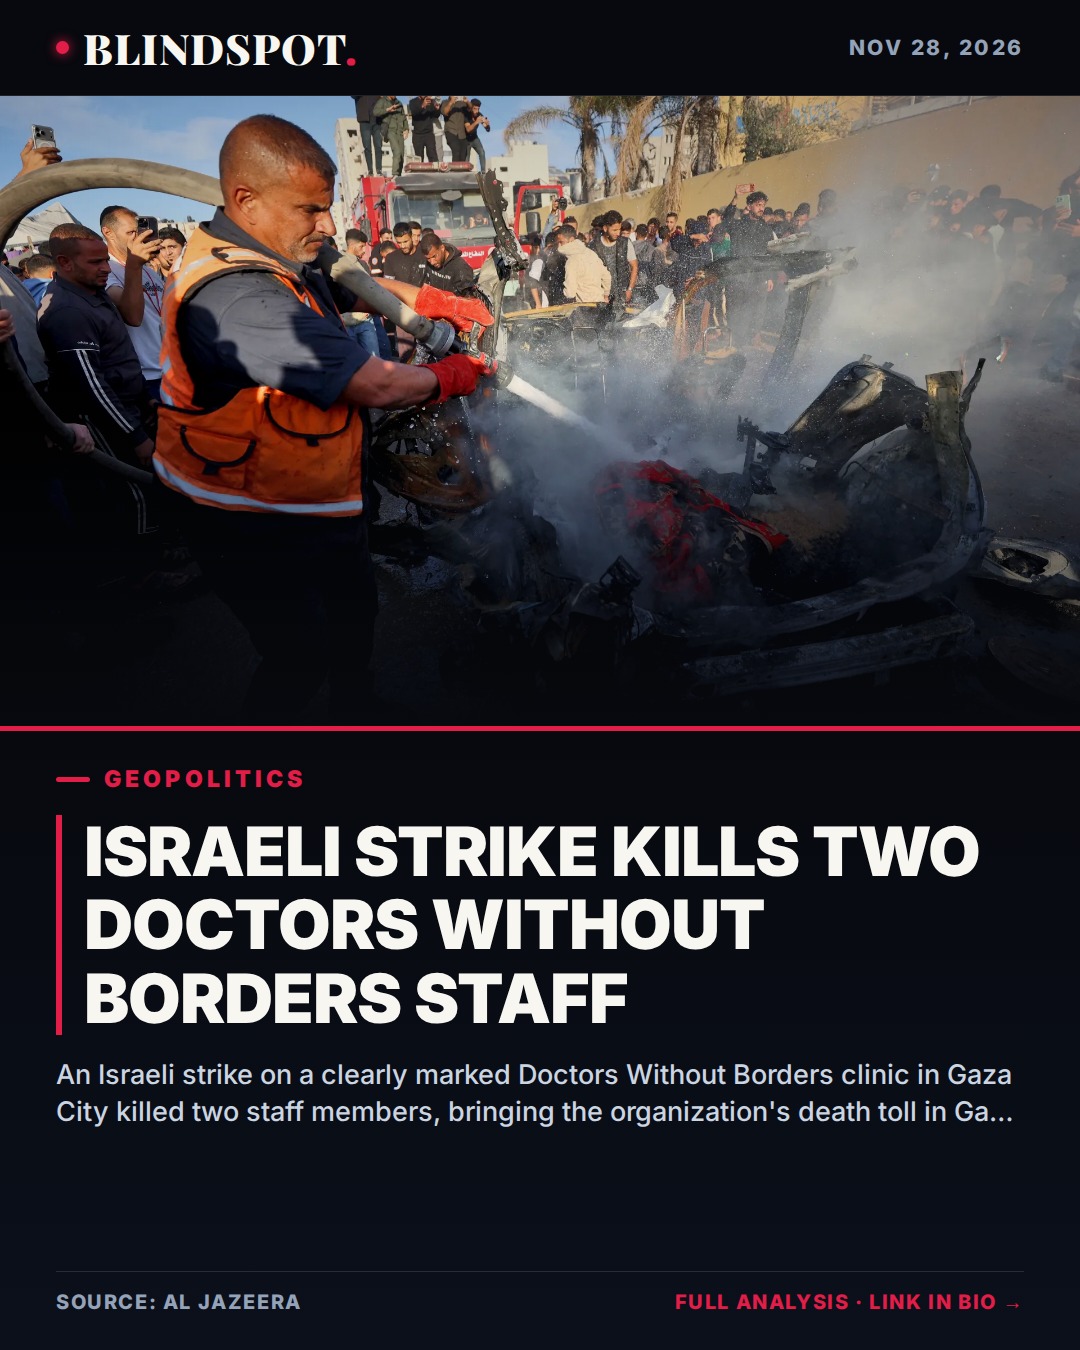 BLINDSPOT.
NOV 28, 2026
GEOPOLITICS
ISRAELI STRIKE KILLS TWO
DOCTORS WITHOUT
BORDERS STAFF
An Israeli strike on a clearly marked Doctors Without Borders clinic in Gaza
City killed two staff members, bringing the organization's death toll in Ga...
SOURCE: AL JAZEERA
FULL ANALYSIS · LINK IN BIO →